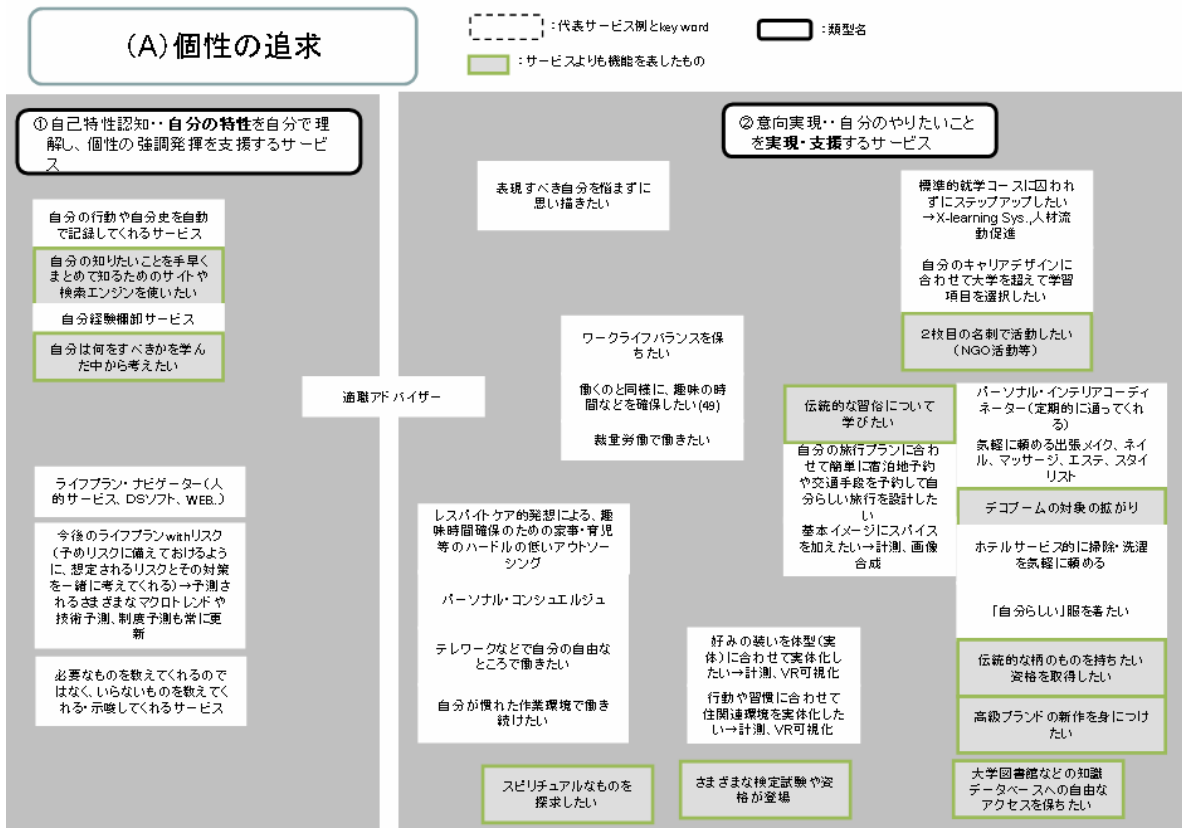 (A)個性の追求
：代表サービス例とkey word
：類型名
：サービスよりも機能を表したもの
①自己特性認知・・自分の特性を自分で理
解し、個性の強調発揮を支援するサービ
ス
自分の行動や自分史を自動
で記録してくれるサービス
自分の知りたいことを手早く
まとめて知るためのサイトや
検索エンジンを使いたい
自分経験棚卸サービス
自分は何をすべきかを学ん
だ中から考えたい
適職アドバイザー
ライフプラン・ナビゲーター(人
的サービス、DSソフト、WEB..)
今後のライフプランwithリスク
(予めリスクに備えておけるよう
に、想定されるリスクとその対策
を一緒に考えてくれる)→予測さ
れるさまざまなマクロトレンドや
技術予測、制度予測も常に更
新
必要なものを教えてくれるので
はなく、いらないものを教えてく
れる・示唆してくれるサービス
②意向実現・・自分のやりたいこと
を実現・支援するサービス
表現すべき自分を悩まずに
思い描きたい
標準的就学コースに囚われ
ずにステップアップしたい
→X-learning Sys.,人材流
動促進
自分のキャリアデザインに
合わせて大学を超えて学習
項目を選択したい
2枚目の名刺で活動したい
(NGO活動等)
ワークライフバランスを保
ちたい
働くのと同様に、趣味の時
間などを確保したい(49)
裁量労働で働きたい
伝統的な習俗について
学びたい
自分の旅行プランに合わ
せて簡単に宿泊地予約
や交通手段を予約して自
分らしい旅行を設計した
い
基本イメージにスパイス
を加えたい→計測、画像
合成
パーソナル・インテリアコーディ
ネーター(定期的に通ってくれ
る)
気軽に頼める出張メイク、ネイ
ル、マッサージ、エステ、スタイ
リスト
デコブームの対象の拡がり
ホテルサービス的に掃除・洗濯
を気軽に頼める
「自分らしい」服を着たい
伝統的な柄のものを持ちたい
資格を取得したい
高級ブランドの新作を身につけ
たい
大学図書館などの知識
データベースへの自由な
アクセスを保ちたい
レスパイトケア的発想による、趣
味時間確保のための家事・育児
等のハードルの低いアウトソー
シング
パーソナル・コンシュエルジュ
テレワークなどで自分の自由な
ところで働きたい
自分が慣れた作業環境で働き
続けたい
好みの装いを体型(実
体)に合わせて実体化し
たい→計測、VR可視化
行動や習慣に合わせて
住関連環境を実体化した
い→計測、VR可視化
スピリチュアルなものを
探求したい
さまざまな検定試験や資
格が登場